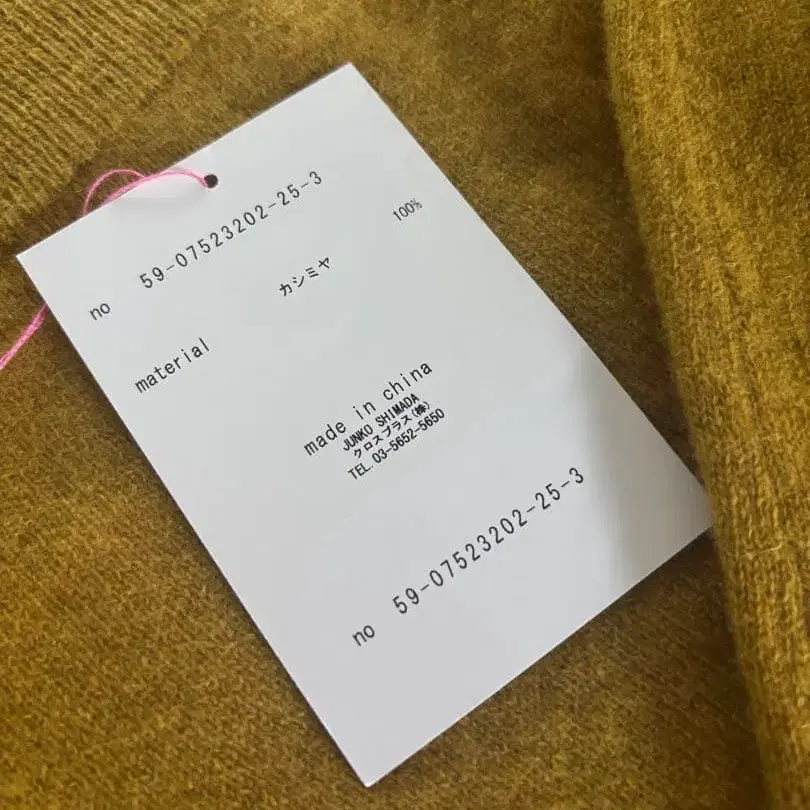 no 59-07523202-25-3
material カシミヤ 100%
made in china
JUNKO SHIMADA
クロスプラス(株)
TEL. 03-5652-5650
no 59-07523202-25-3